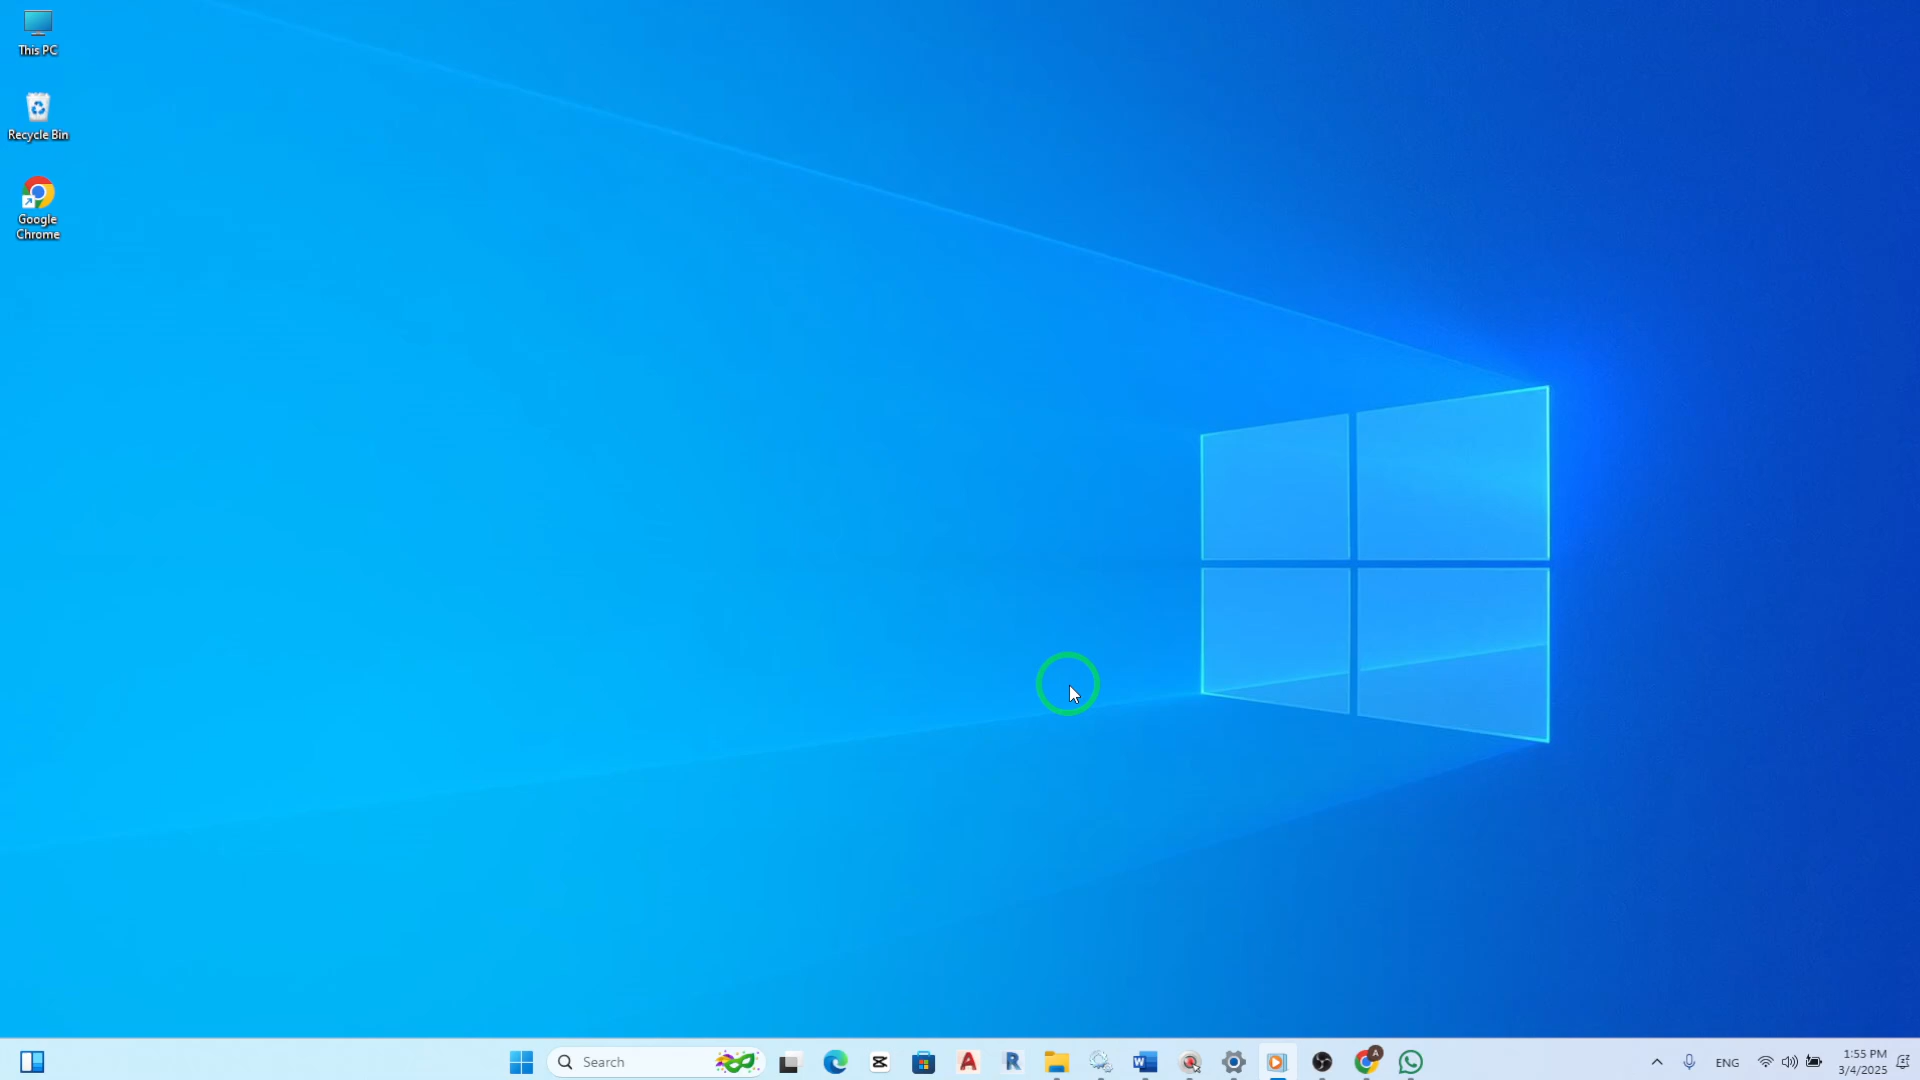 This PC
Recycle Bin
Google
Chrome
Search
A
R
W
A
ENG
1:55 PM
3/4/2025